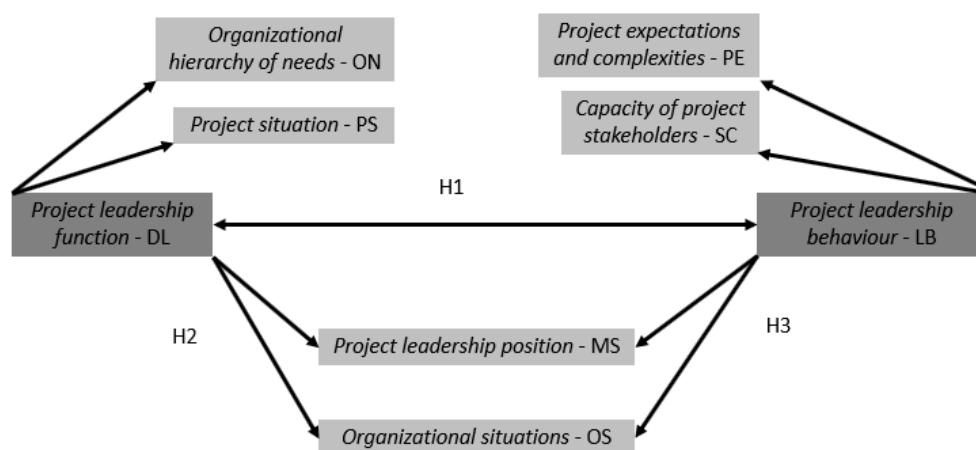 Organizational
hierarchy of needs - ON
Project expectations
and complexities - PE
Project situation - PS
Capacity of project
stakeholders - SC
H1
Project leadership
function - DL
Project leadership
behaviour - LB
H2
H3
Project leadership position - MS
Organizational situations - OS